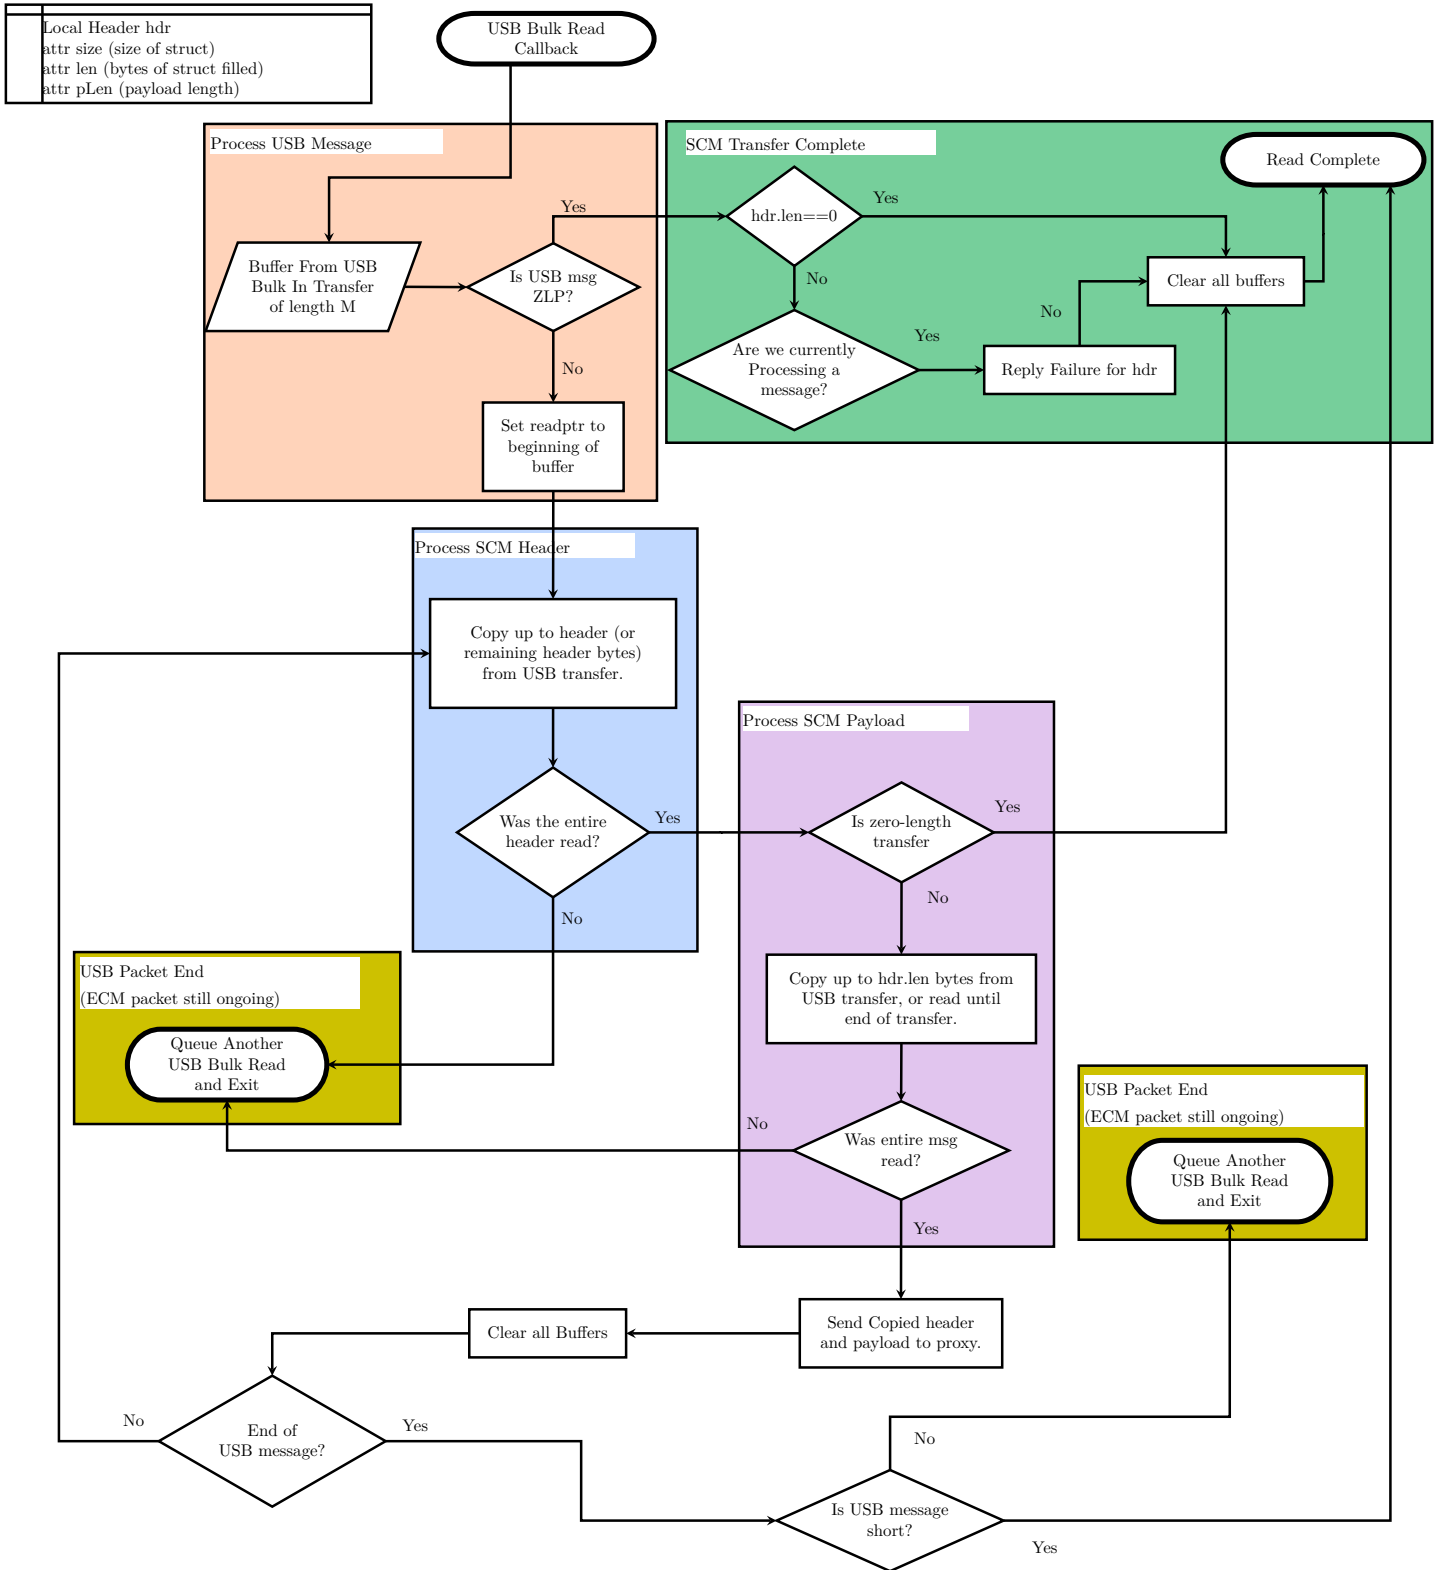 Local Header hdr
attr size (size of struct)
attr len (bytes of struct filled)
attr pLen (payload length)
USB Bulk Read
Callback
Process USB Message
Buffer From USB
Bulk In Transfer
of length M
Yes
Is USB msg
ZLP?
No
Set readptr to
beginning of
buffer
SCM Transfer Complete
Read Complete
hdr.len==0
Yes
No
Clear all buffers
Are we currently
Processing a
message?
Yes
Reply Failure for hdr
No
Process SCM Header
Copy up to header (or
remaining header bytes)
from USB transfer.
Was the entire
header read?
Yes
No
Process SCM Payload
Is zero-length
transfer
Yes
No
Copy up to hdr.len bytes from
USB transfer, or read until
end of transfer.
Was entire msg
read?
No
Yes
USB Packet End
(ECM packet still ongoing)
Queue Another
USB Bulk Read
and Exit
USB Packet End
(ECM packet still ongoing)
Queue Another
USB Bulk Read
and Exit
Send Copied header
and payload to proxy.
Clear all Buffers
End of
USB message?
No
Yes
Is USB message
short?
No
Yes